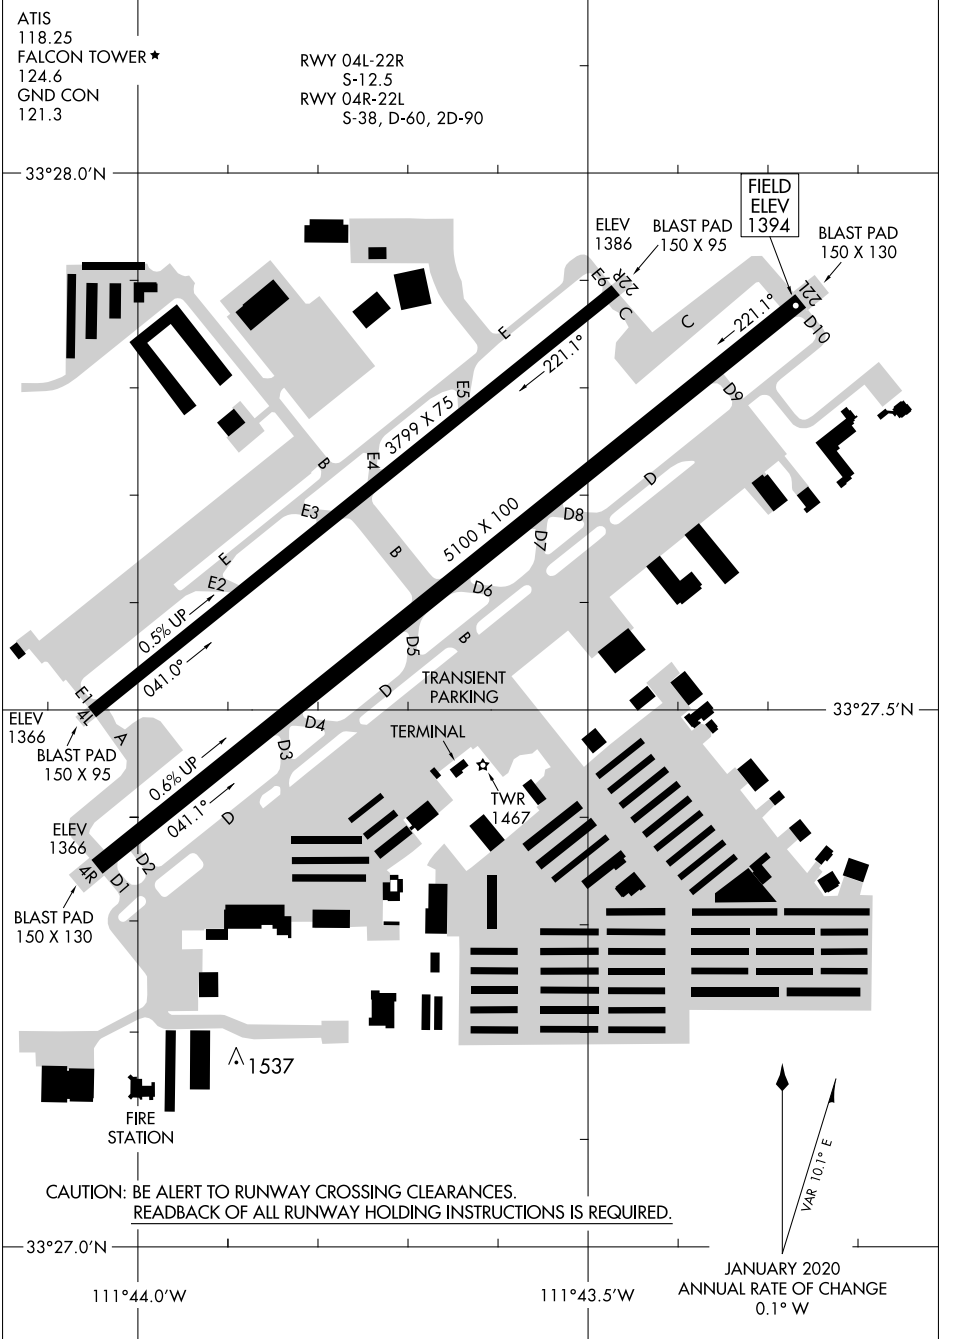 ATIS
118.25
FALCON TOWER★
124.6
GND CON
121.3
RWY 04L-22R
S-12.5
RWY 04R-22L
S-38, D-60, 2D-90
33°28.0'N
FIELD
ELEV
1394
ELEV
1386
BLAST PAD
150 X 95
BLAST PAD
150 X 130
E6
22R
22L
C
C
D10
E
221.1°
221.1°
E5
D9
3799 X 75
E4
B
D
E3
5100 X 100
D8
D7
B
E
E2
D6
0.5% UP
041.0°
D5
B
TRANSIENT
PARKING
D
E1
4L
ELEV
1366
A
D4
33°27.5'N
BLAST PAD
150 X 95
D3
TERMINAL
0.6% UP
041.1°
D
TWR
1467
ELEV
1366
4R
D2
D1
BLAST PAD
150 X 130
1537
FIRE
STATION
VAR 10.1° E
CAUTION: BE ALERT TO RUNWAY CROSSING CLEARANCES.
READBACK OF ALL RUNWAY HOLDING INSTRUCTIONS IS REQUIRED.
33°27.0'N
JANUARY 2020
ANNUAL RATE OF CHANGE
0.1° W
111°44.0'W
111°43.5'W